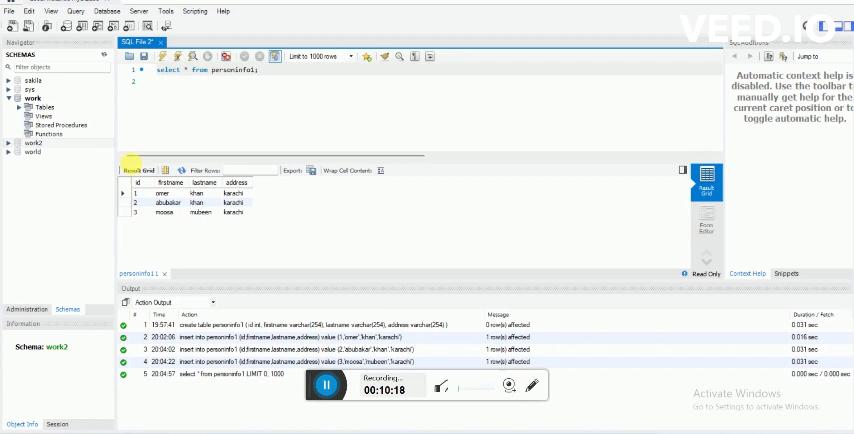 VEED.IO
File Edit View Query Database Server Tools Scripting Help
Navigator
SCHEMAS
Filter objects
sakila
sys
work
Tables
Views
Stored Procedures
Functions
work2
world
Administration Schemas
Information
Schema: work2
Object Info Session
SQL File 2*
Limit to 1000 rows
1 select * from personinfo1;
2
Result Grid Filter Rows: Export: Wrap Cell Content:
id firstname lastname address
1 omer khan karachi
2 abubakar khan karachi
3 moosa mubeen karachi
Result Grid
Form Editor
personinfo1 1
Read Only
Output
Action Output
# Time Action Message Duration / Fetch
1 19:57:41 create table personinfo1 ( id int, firstname varchar(254), lastname varchar(254), address varchar(254) ) 0 row(s) affected 0.031 sec
2 20:02:06 insert into personinfo1 (id,firstname,lastname,address) value (1,'omer','khan','karachi') 1 row(s) affected 0.016 sec
3 20:04:02 insert into personinfo1 (id,firstname,lastname,address) value (2,'abubakar','khan','karachi') 1 row(s) affected 0.031 sec
4 20:04:22 insert into personinfo1 (id,firstname,lastname,address) value (3,'moosa','mubeen','karachi') 1 row(s) affected 0.031 sec
5 20:04:57 select * from personinfo1 LIMIT 0, 1000 0.000 sec / 0.000 sec
Recording...
00:10:18
SQLAdditions
Jump to
Automatic context help is
disabled. Use the toolbar to
manually get help for the
current caret position or to
toggle automatic help.
Context Help Snippets
Activate Windows
Go to Settings to activate Windows.